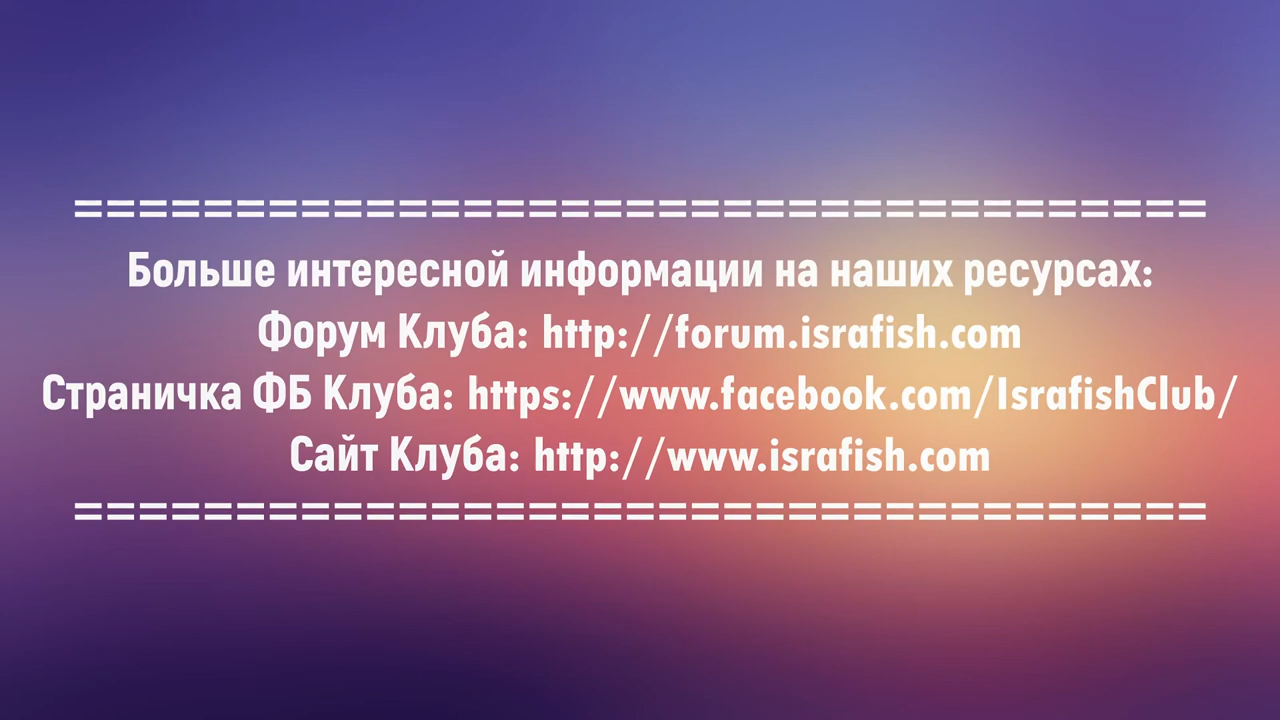 ===================================
Больше интересной информации на наших ресурсах:
Форум Клуба: http://forum.israfish.com
Страничка ФБ Клуба: https://www.facebook.com/IsrafishClub/
Сайт Клуба: http://www.israfish.com
===================================